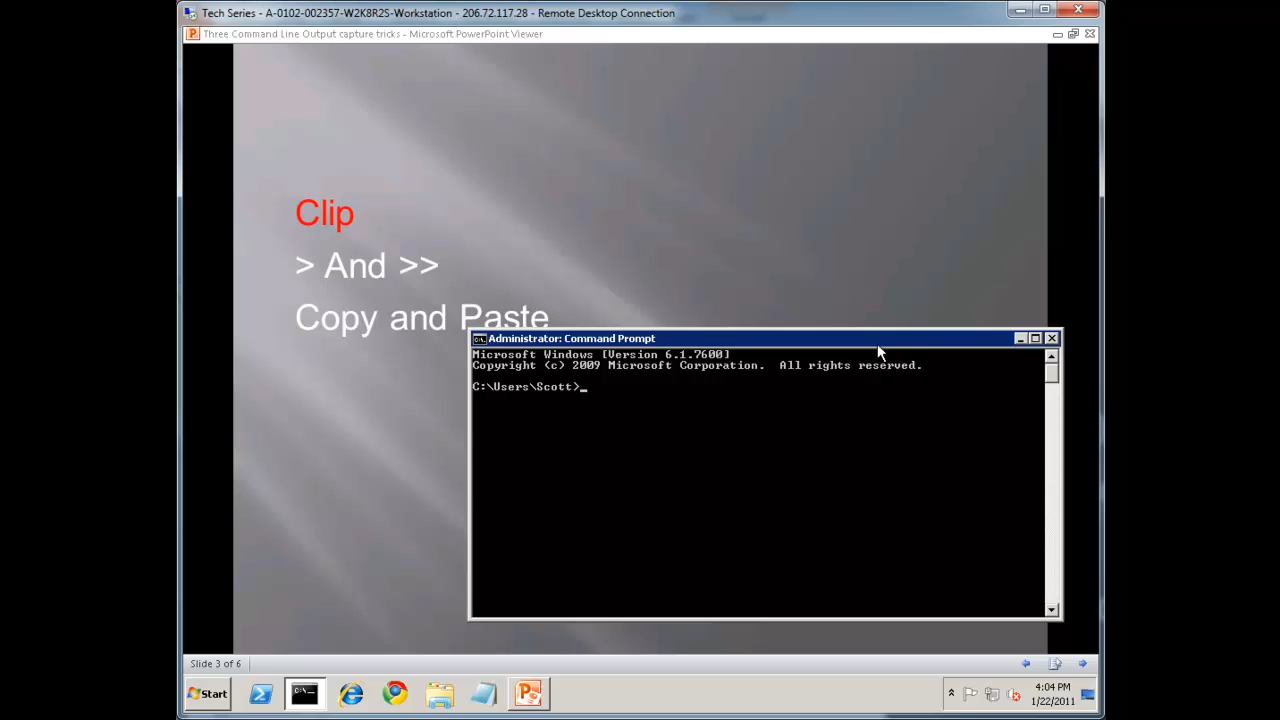 Tech Series - A-0102-002357-W2K8R2S-Workstation - 206.72.117.28 - Remote Desktop Connection
Three Command Line Output capture tricks - Microsoft PowerPoint Viewer
Clip
> And >>
Copy and Paste
Administrator: Command Prompt
Microsoft Windows [Version 6.1.7600]
Copyright (c) 2009 Microsoft Corporation.  All rights reserved.
C:\Users\Scott>_
Slide 3 of 6
Start
4:04 PM
1/22/2011